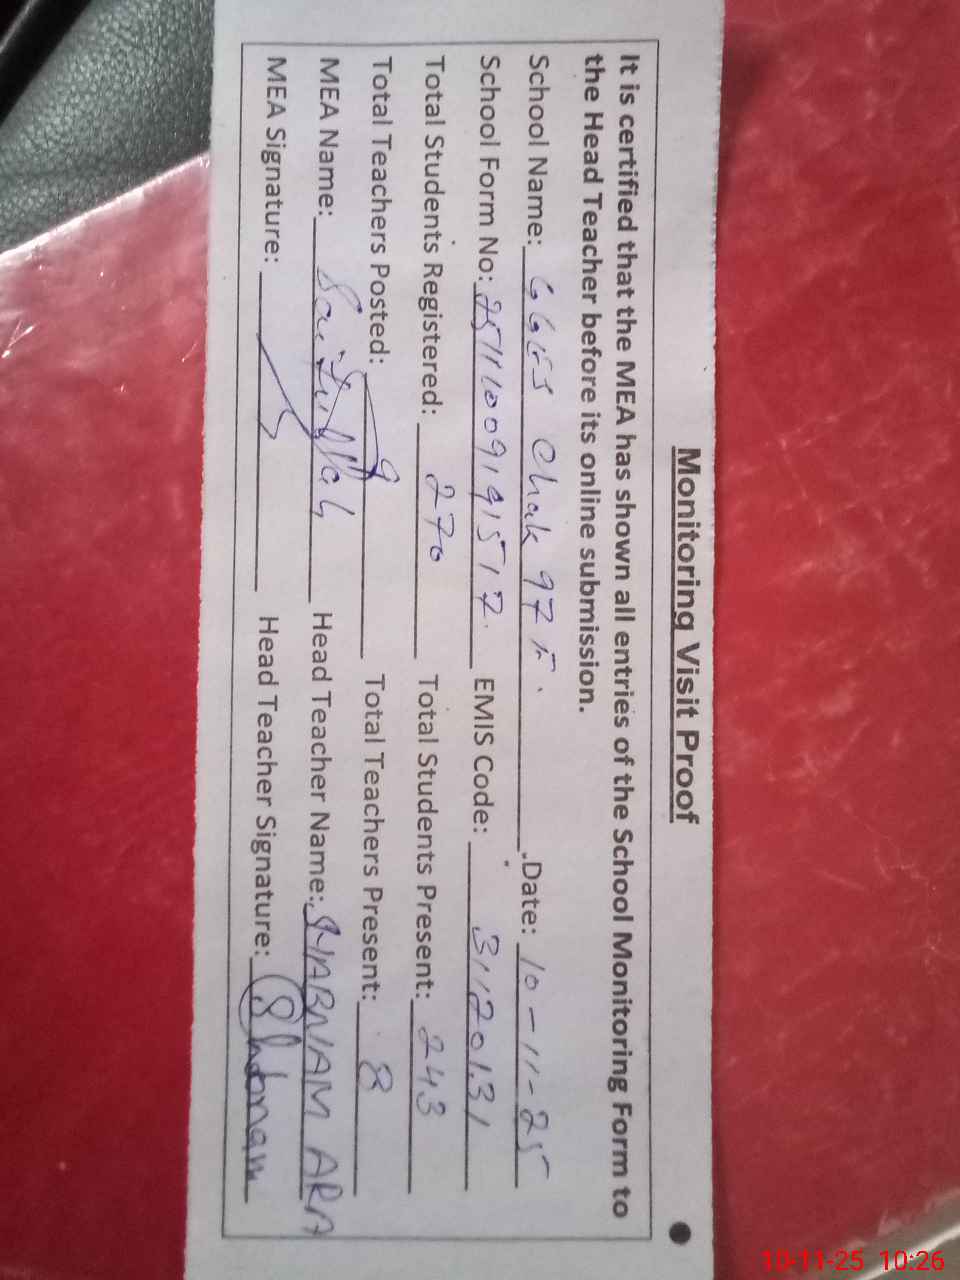 Monitoring Visit Proof
It is certified that the MEA has shown all entries of the School Monitoring Form to
the Head Teacher before its online submission.
School Name: GGES Chak 97 F. Date: 10-11-25
School Form No: 25111009191517. EMIS Code: 31120131
Total Students Registered: 270 Total Students Present: 243
Total Teachers Posted: 9 Total Teachers Present: 8
MEA Name: Saifullah Head Teacher Name: SHABNAM ARA
MEA Signature: Head Teacher Signature: Shabnam
10-11-25 10:26